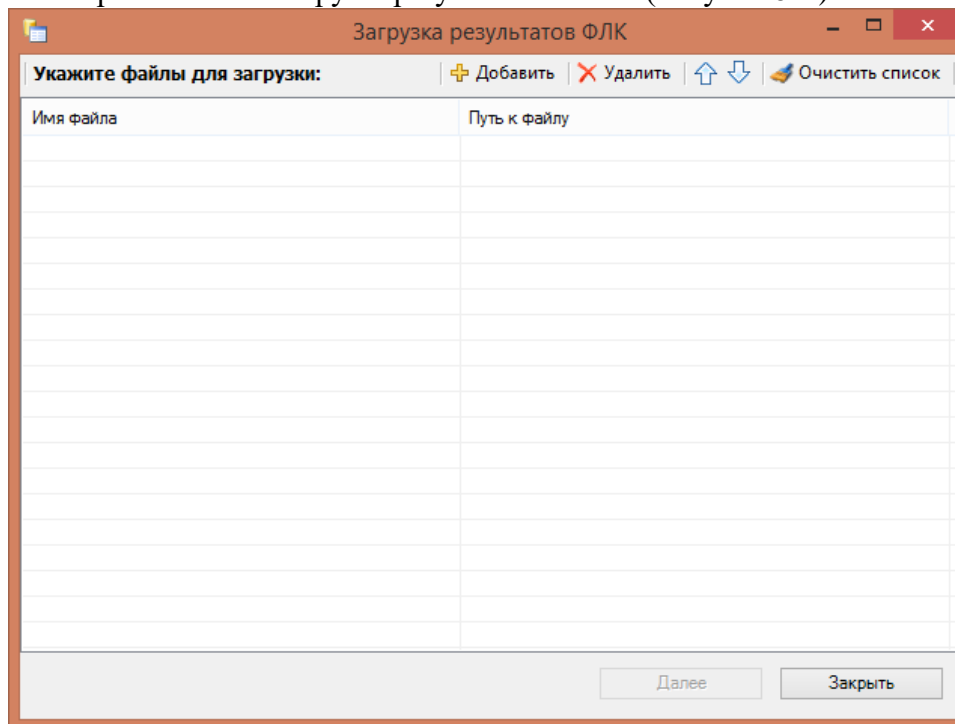 Загрузка результатов ФЛК
Укажите файлы для загрузки: Добавить Удалить Очистить список
Имя файла Путь к файлу
Далее Закрыть